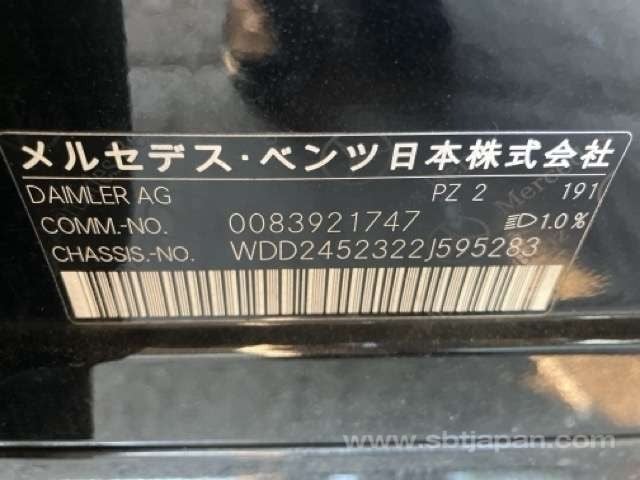 メルセデス・ベンツ日本株式会社
DAIMLER AG PZ 2 191
COMM.-NO. 0083921747 1.0%
CHASSIS.-NO. WDD2452322J595283
www.sbtjapan.com